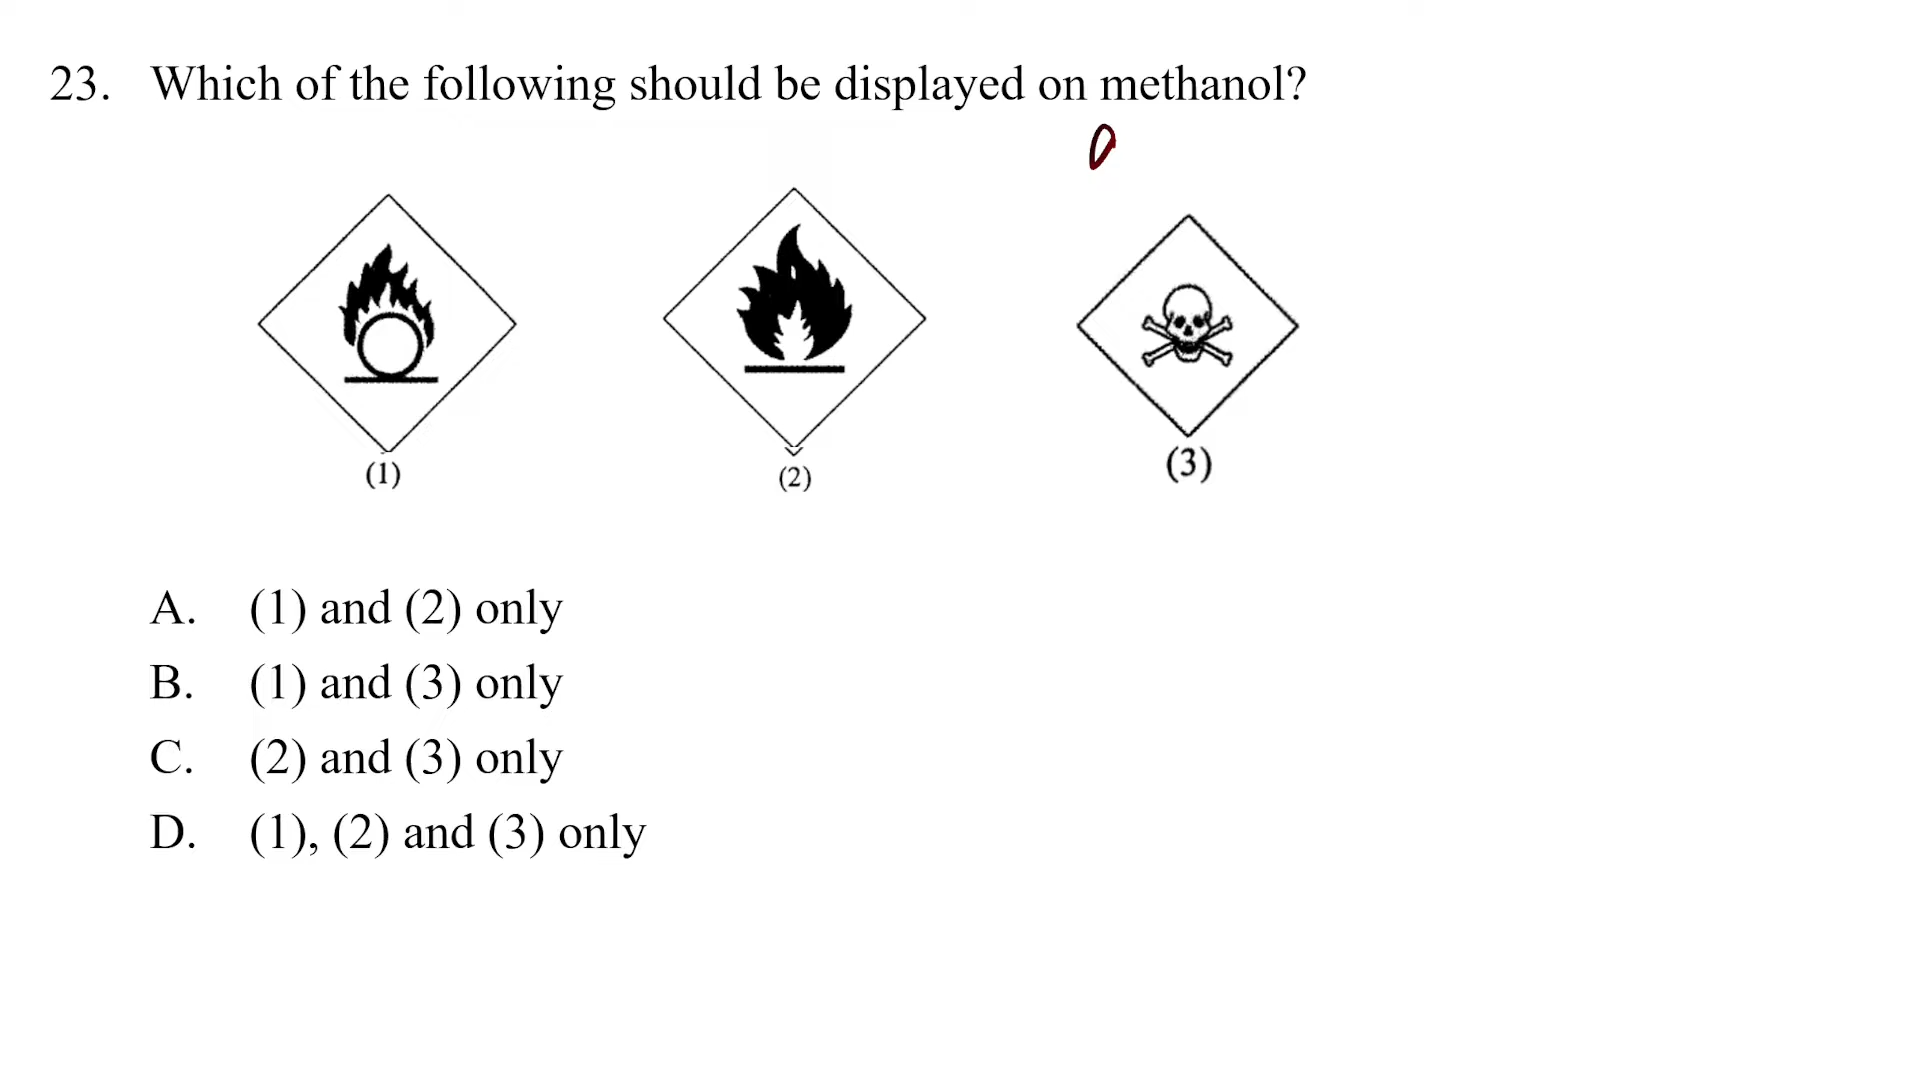 23. Which of the following should be displayed on methanol?
(1)
(2)
(3)
A. (1) and (2) only
B. (1) and (3) only
C. (2) and (3) only
D. (1), (2) and (3) only